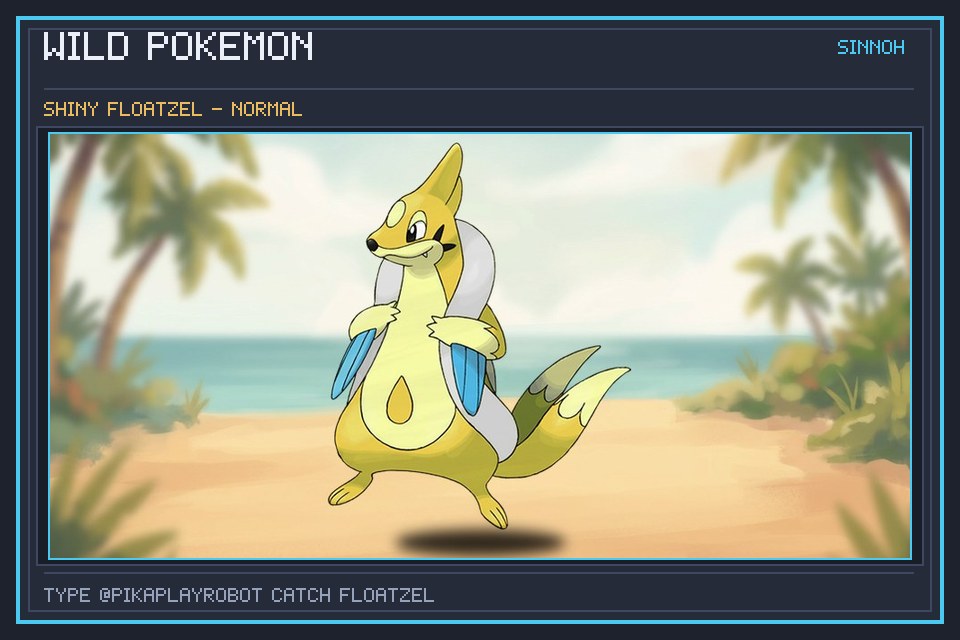 WILD POKEMON
SINNOH
SHINY FLOATZEL - NORMAL
TYPE @PIKAPLAYROBOT CATCH FLOATZEL